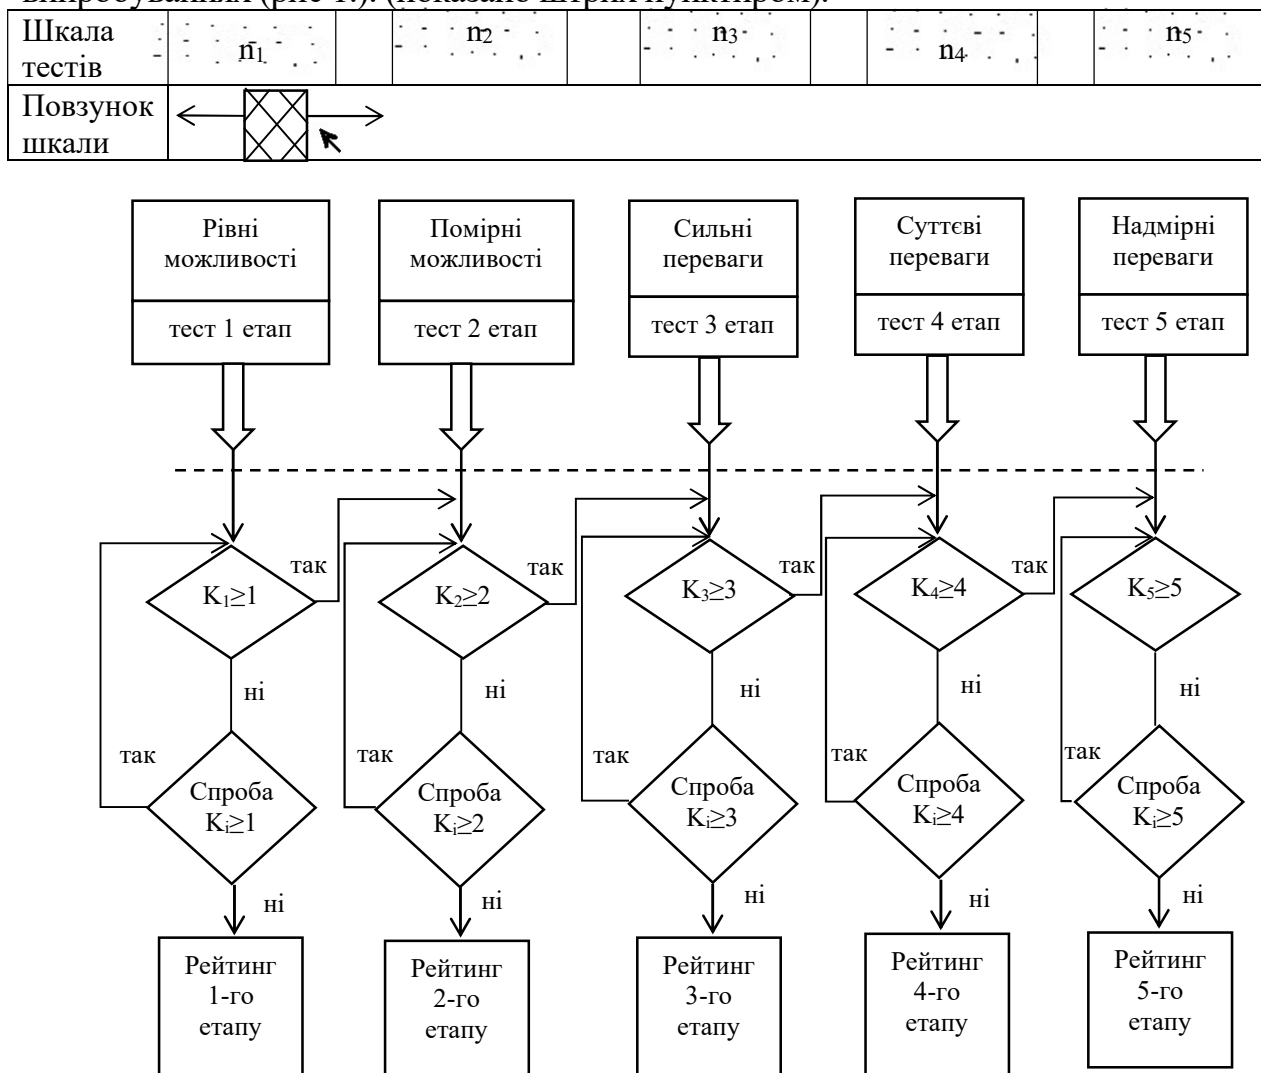 випробуваннях (рис 1.). (показано штрих пунктиром).
Шкала тестів
n1 n2 n3 n4 n5
Повзунок шкали
Рівні можливості
тест 1 етап
Помірні можливості
тест 2 етап
Сильні переваги
тест 3 етап
Суттєві переваги
тест 4 етап
Надмірні переваги
тест 5 етап
K1≥1
так
K2≥2
так
K3≥3
так
K4≥4
так
K5≥5
ні
ні
ні
ні
ні
так
Спроба Ki≥1
так
Спроба Ki≥2
так
Спроба Ki≥3
так
Спроба Ki≥4
так
Спроба Ki≥5
ні
ні
ні
ні
ні
Рейтинг 1-го етапу
Рейтинг 2-го етапу
Рейтинг 3-го етапу
Рейтинг 4-го етапу
Рейтинг 5-го етапу